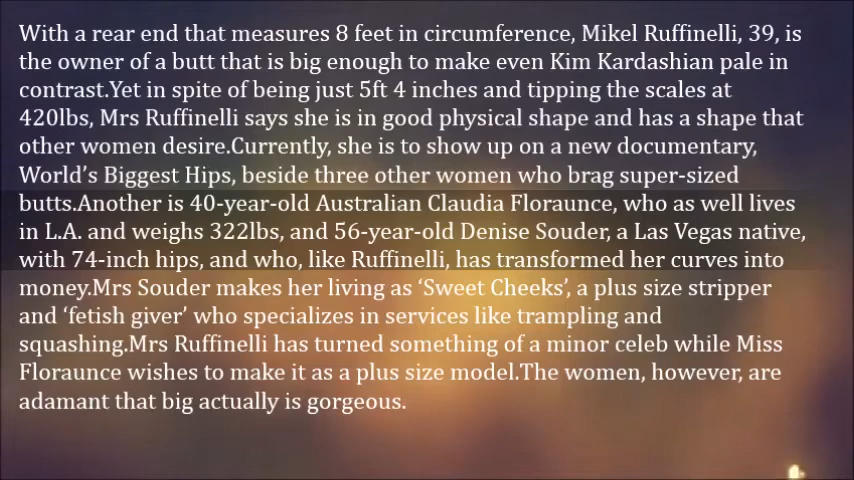 With a rear end that measures 8 feet in circumference, Mikel Ruffinelli, 39, is
the owner of a butt that is big enough to make even Kim Kardashian pale in
contrast.Yet in spite of being just 5ft 4 inches and tipping the scales at
420lbs, Mrs Ruffinelli says she is in good physical shape and has a shape that
other women desire.Currently, she is to show up on a new documentary,
World’s Biggest Hips, beside three other women who brag super-sized
butts.Another is 40-year-old Australian Claudia Floraunce, who as well lives
in L.A. and weighs 322lbs, and 56-year-old Denise Souder, a Las Vegas native,
with 74-inch hips, and who, like Ruffinelli, has transformed her curves into
money.Mrs Souder makes her living as ‘Sweet Cheeks’, a plus size stripper
and ‘fetish giver’ who specializes in services like trampling and
squashing.Mrs Ruffinelli has turned something of a minor celeb while Miss
Floraunce wishes to make it as a plus size model.The women, however, are
adamant that big actually is gorgeous.